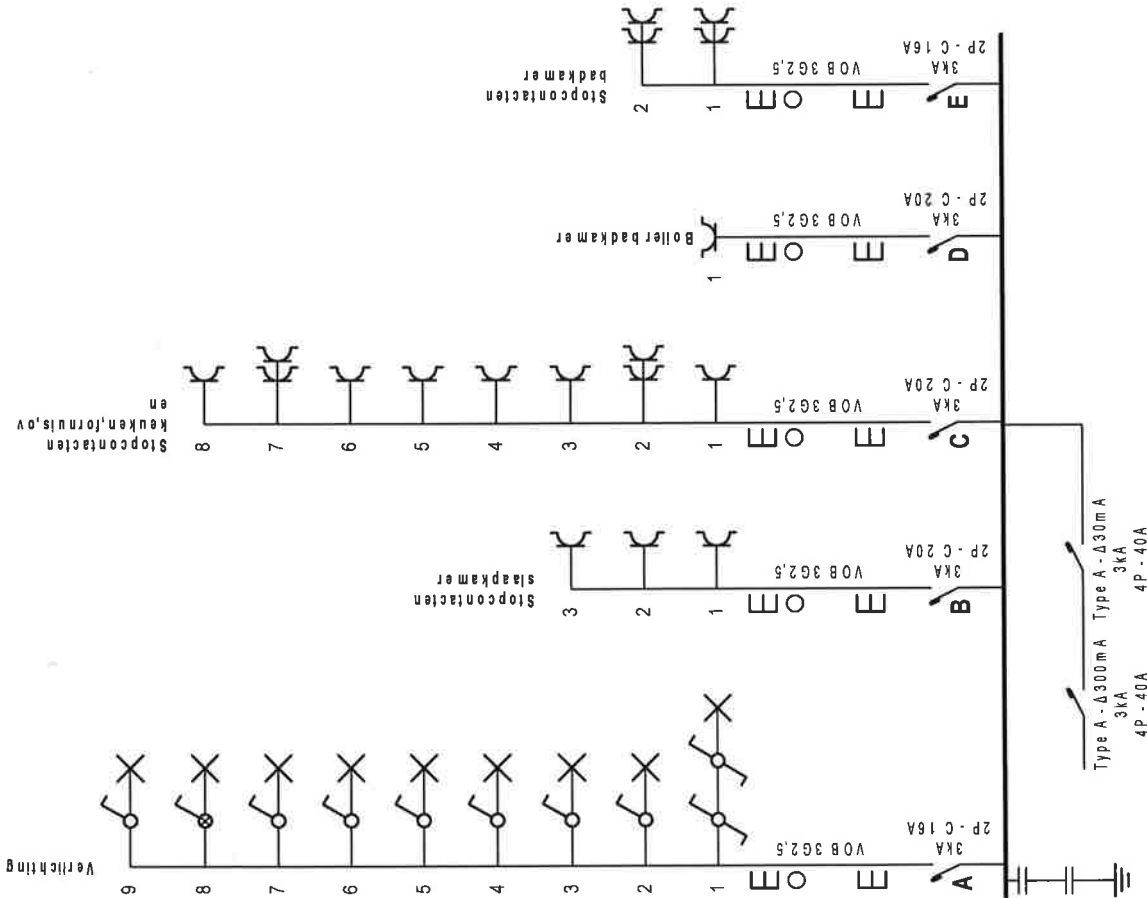 Verlichting
9
8
7
6
5
4
3
2
1
VOB 3G2,5
2P - C 16A
3kA
A
Stopcontacten
slaapkamer
3
2
1
VOB 3G2,5
2P - C 20A
3kA
B
Stopcontacten
keuken,fornuis,ov
en
8
7
6
5
4
3
2
1
VOB 3G2,5
2P - C 20A
3kA
C
Boiler badkamer
1
VOB 3G2,5
2P - C 20A
3kA
D
Stopcontacten
badkamer
2
1
VOB 3G2,5
2P - C 16A
3kA
E
Type A - Δ300mA
3kA
4P - 40A
Type A - Δ30mA
3kA
4P - 40A